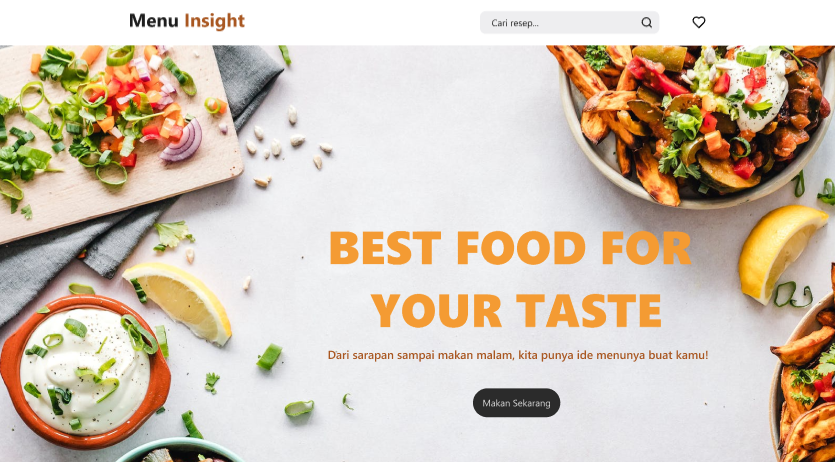 Menu Insight
Cari resep...
BEST FOOD FOR
YOUR TASTE
Dari sarapan sampai makan malam, kita punya ide menunya buat kamu!
Makan Sekarang